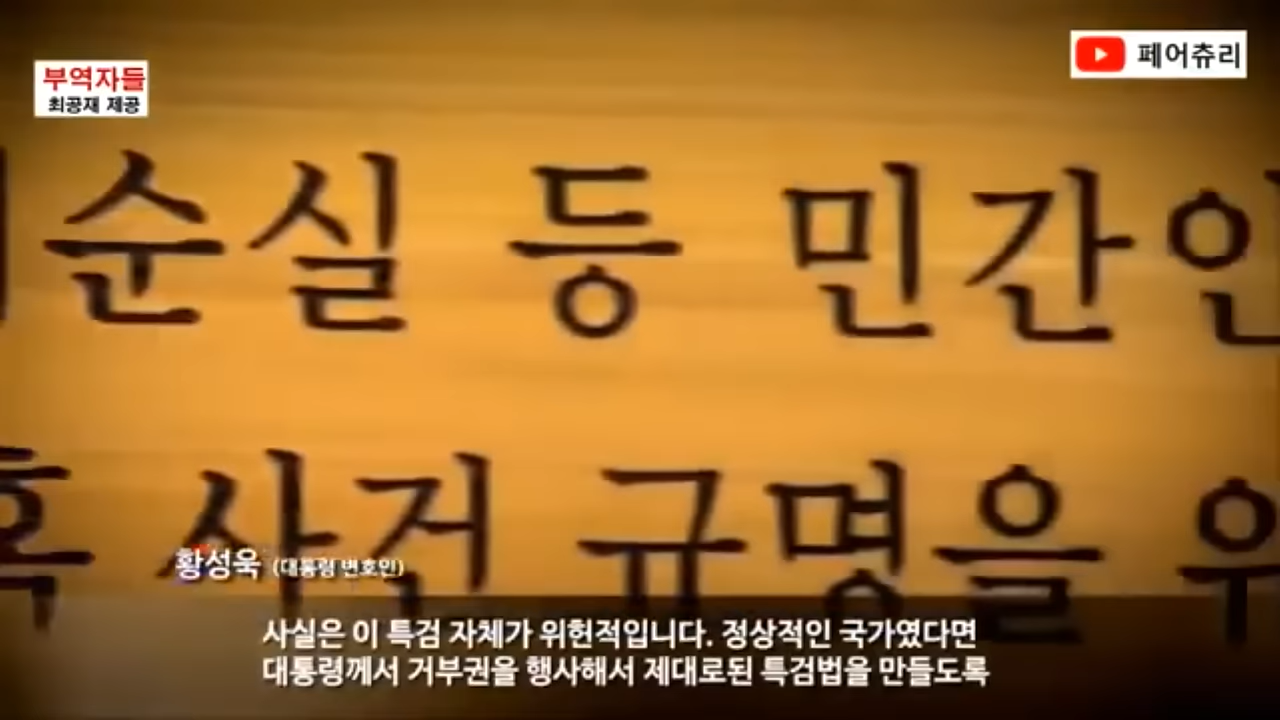 부역자들
최공재 제공
페어츄리
순실 등 민간인
혹 사건 규명을 위
황성욱 (대통령 변호인)
사실은 이 특검 자체가 위헌적입니다. 정상적인 국가였다면
대통령께서 거부권을 행사해서 제대로된 특검법을 만들도록